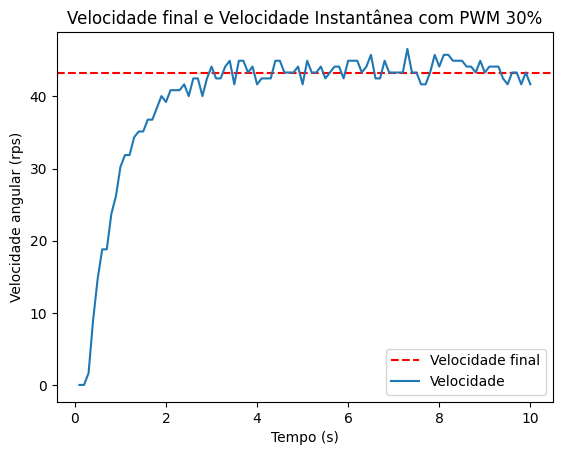 Velocidade final e Velocidade Instantânea com PWM 30%
Velocidade angular (rps)
40
30
20
10
0
Velocidade final
Velocidade
0
2
4
6
8
10
Tempo (s)